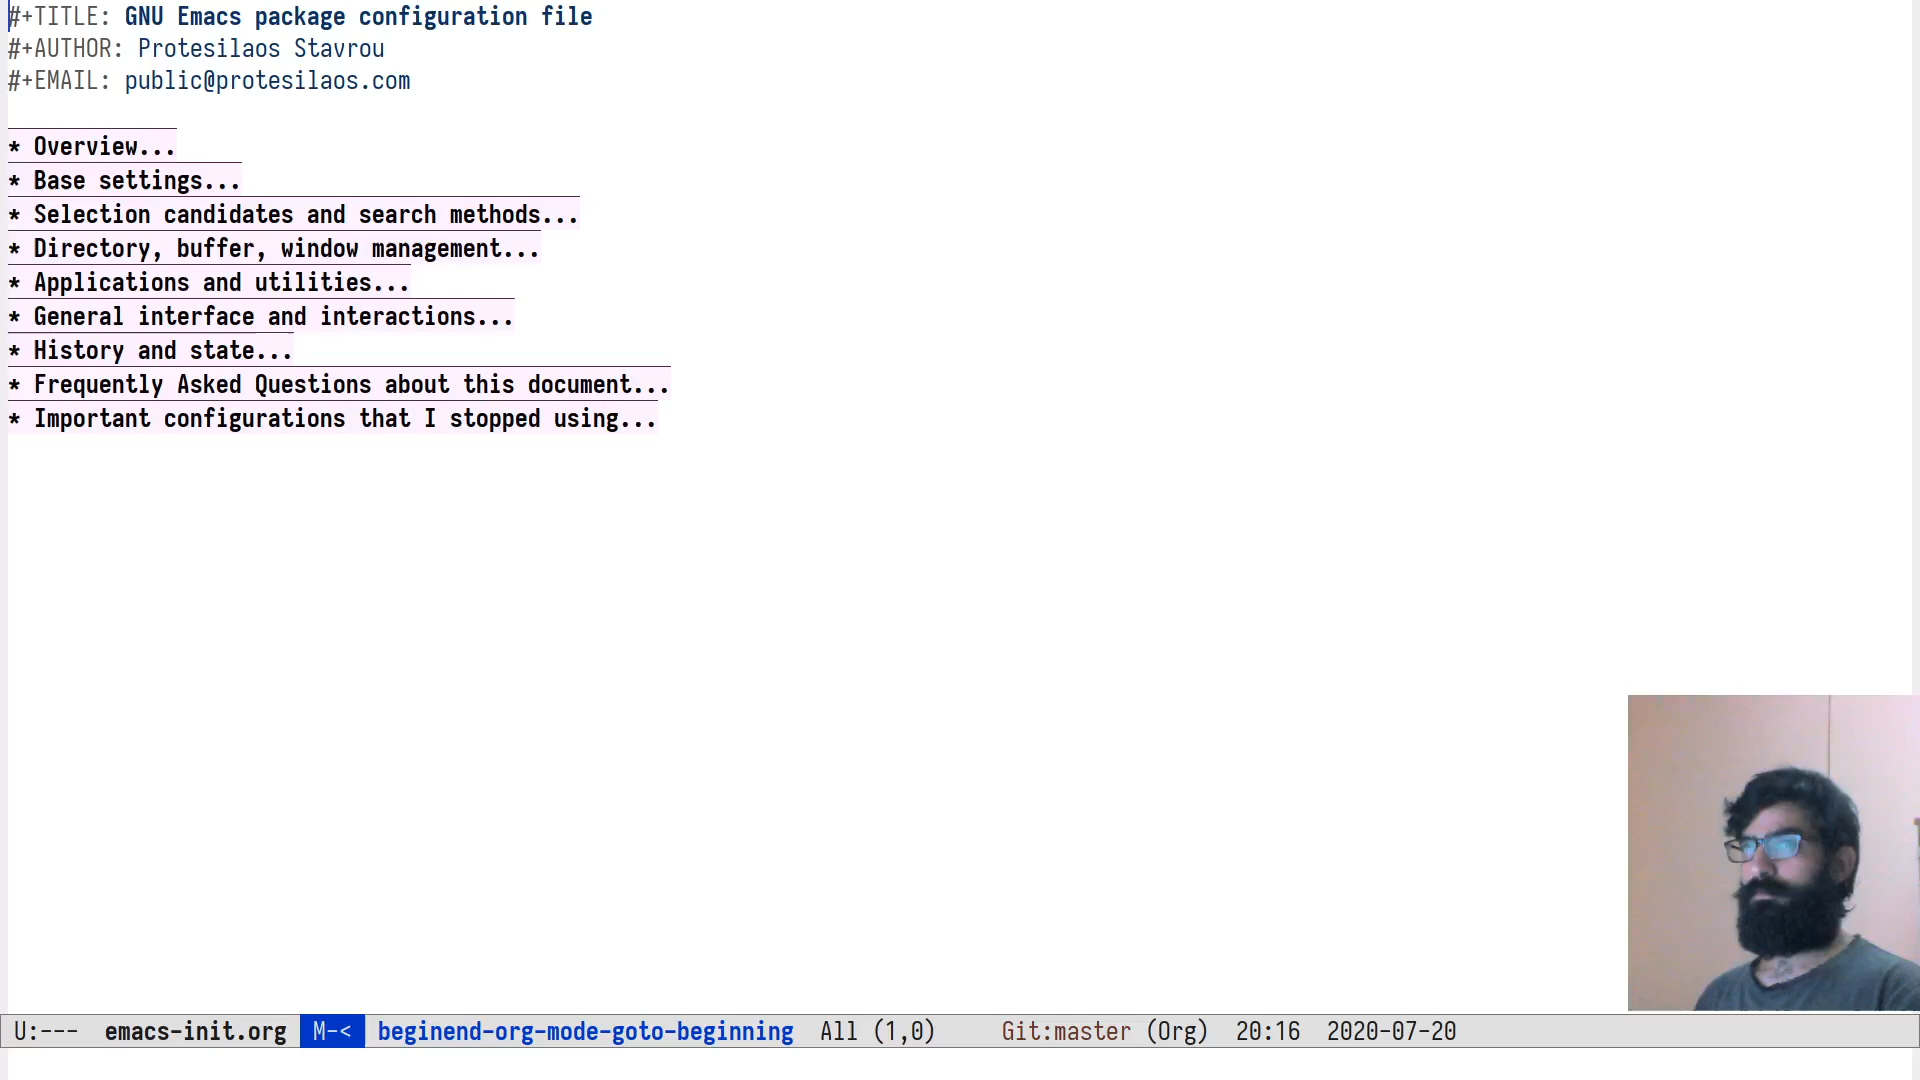 #+TITLE: GNU Emacs package configuration file
#+AUTHOR: Protesilaos Stavrou
#+EMAIL: public@protesilaos.com
* Overview...
* Base settings...
* Selection candidates and search methods...
* Directory, buffer, window management...
* Applications and utilities...
* General interface and interactions...
* History and state...
* Frequently Asked Questions about this document...
* Important configurations that I stopped using...
U:--- emacs-init.org M-< beginend-org-mode-goto-beginning All (1,0) Git:master (Org) 20:16 2020-07-20